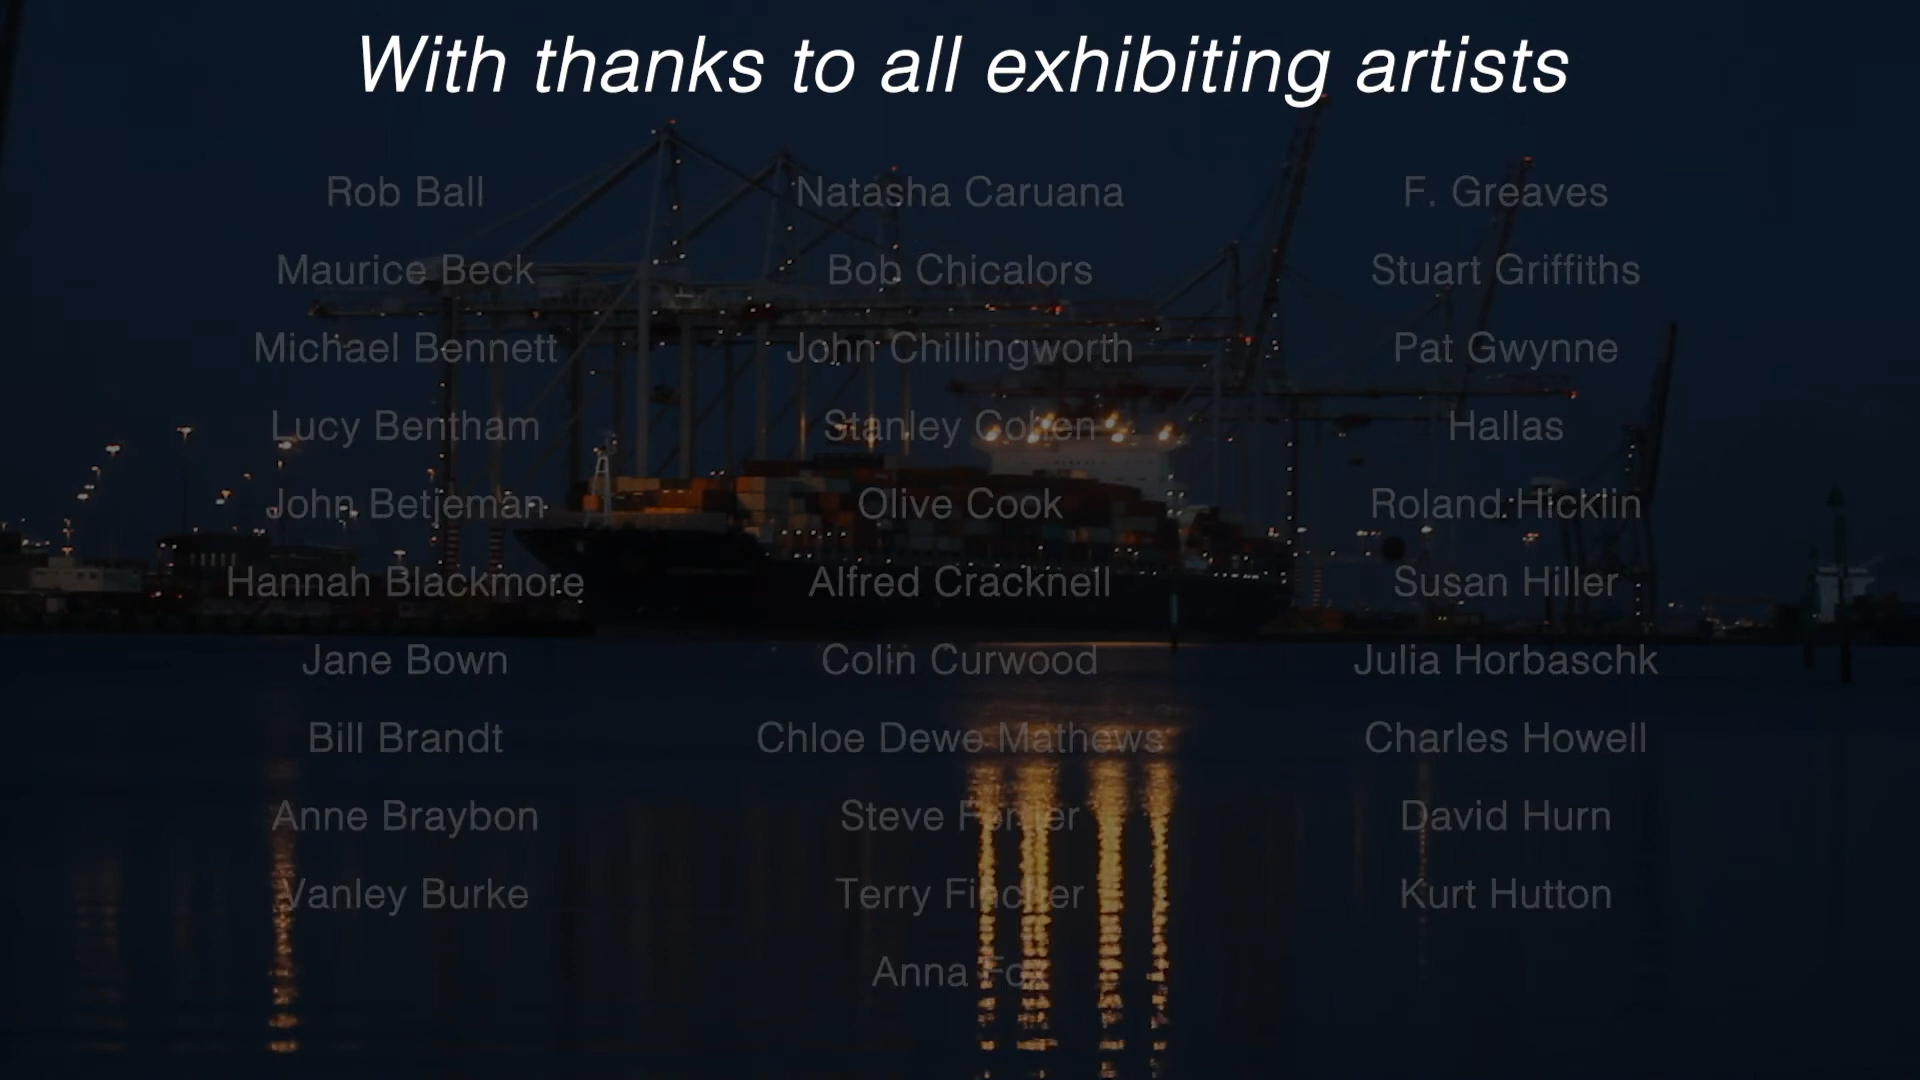 With thanks to all exhibiting artists
Rob Ball
Maurice Beck
Michael Bennett
Lucy Bentham
John Betjeman
Hannah Blackmore
Jane Bown
Bill Brandt
Anne Braybon
Vanley Burke
Natasha Caruana
Bob Chicalors
John Chillingworth
Stanley Cohen
Olive Cook
Alfred Cracknell
Colin Curwood
Chloe Dewe Mathews
Steve
Terry Fincher
Anna Fox
F. Greaves
Stuart Griffiths
Pat Gwynne
Hallas
Roland Hicklin
Susan Hiller
Julia Horbaschk
Charles Howell
David Hurn
Kurt Hutton